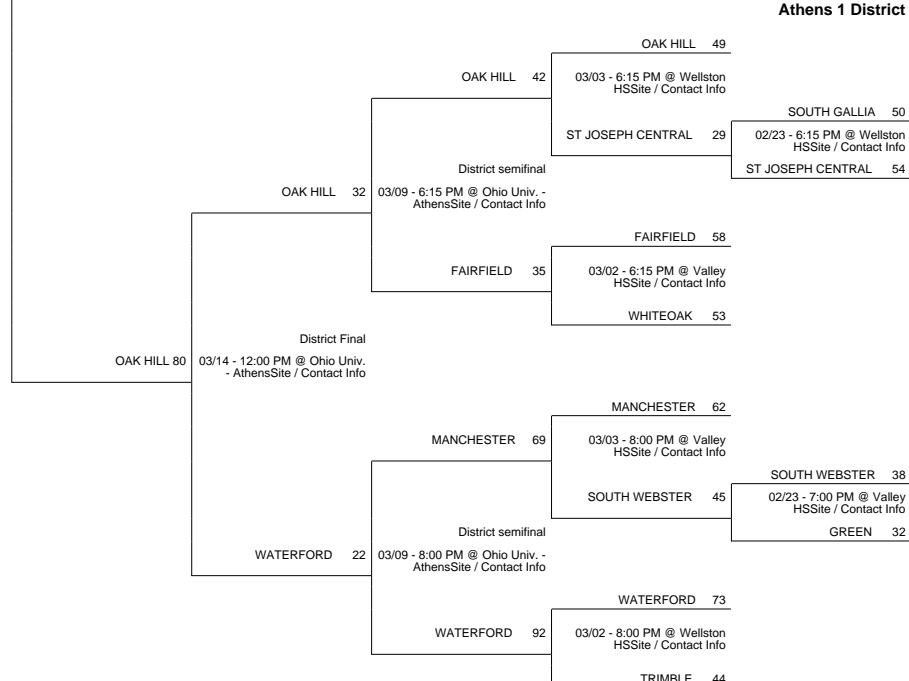 Athens 1 District
OAK HILL 49
OAK HILL 42
03/03 - 6:15 PM @ Wellston
HSSite / Contact Info
SOUTH GALLIA 50
ST JOSEPH CENTRAL 29
02/23 - 6:15 PM @ Wellston
HSSite / Contact Info
District semifinal
ST JOSEPH CENTRAL 54
OAK HILL 32
03/09 - 6:15 PM @ Ohio Univ. -
AthensSite / Contact Info
FAIRFIELD 58
FAIRFIELD 35
03/02 - 6:15 PM @ Valley
HSSite / Contact Info
WHITEOAK 53
District Final
OAK HILL 80
03/14 - 12:00 PM @ Ohio Univ.
- AthensSite / Contact Info
MANCHESTER 62
MANCHESTER 69
03/03 - 8:00 PM @ Valley
HSSite / Contact Info
SOUTH WEBSTER 38
SOUTH WEBSTER 45
02/23 - 7:00 PM @ Valley
HSSite / Contact Info
District semifinal
GREEN 32
WATERFORD 22
03/09 - 8:00 PM @ Ohio Univ. -
AthensSite / Contact Info
WATERFORD 73
WATERFORD 92
03/02 - 8:00 PM @ Wellston
HSSite / Contact Info
TRIMBLE 44